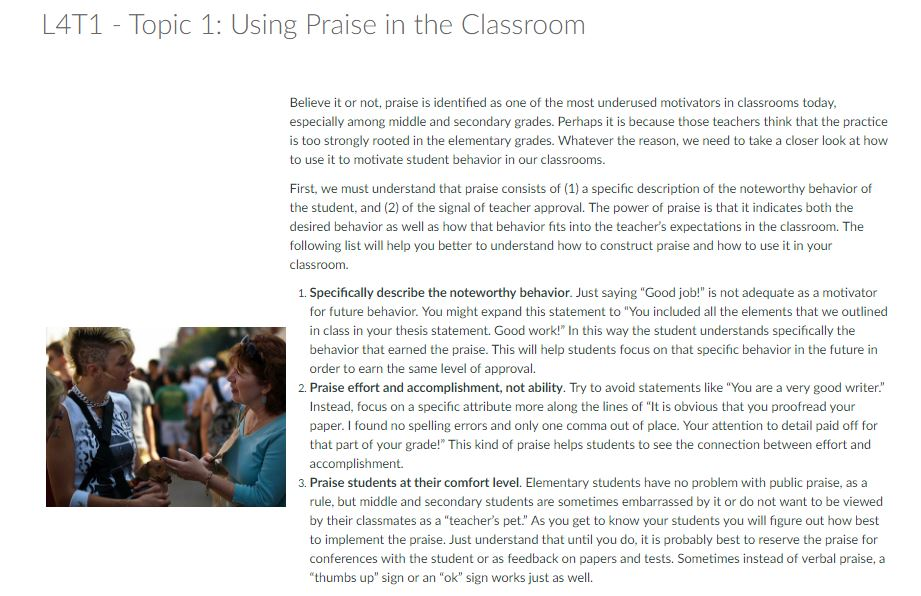 L4T1 - Topic 1: Using Praise in the Classroom
Believe it or not, praise is identified as one of the most underused motivators in classrooms today,
especially among middle and secondary grades. Perhaps it is because those teachers think that the practice
is too strongly rooted in the elementary grades. Whatever the reason, we need to take a closer look at how
to use it to motivate student behavior in our classrooms.
First, we must understand that praise consists of (1) a specific description of the noteworthy behavior of
the student, and (2) of the signal of teacher approval. The power of praise is that it indicates both the
desired behavior as well as how that behavior fits into the teacher's expectations in the classroom. The
following list will help you better to understand how to construct praise and how to use it in your
classroom.
1. Specifically describe the noteworthy behavior. Just saying “Good job!” is not adequate as a motivator
for future behavior. You might expand this statement to “You included all the elements that we outlined
in class in your thesis statement. Good work!” In this way the student understands specifically the
behavior that earned the praise. This will help students focus on that specific behavior in the future in
order to earn the same level of approval.
2. Praise effort and accomplishment, not ability. Try to avoid statements like “You are a very good writer.”
Instead, focus on a specific attribute more along the lines of “It is obvious that you proofread your
paper. I found no spelling errors and only one comma out of place. Your attention to detail paid off for
that part of your grade!” This kind of praise helps students to see the connection between effort and
accomplishment.
3. Praise students at their comfort level. Elementary students have no problem with public praise, as a
rule, but middle and secondary students are sometimes embarrassed by it or do not want to be viewed
by their classmates as a “teacher's pet.” As you get to know your students you will figure out how best
to implement the praise. Just understand that until you do, it is probably best to reserve the praise for
conferences with the student or as feedback on papers and tests. Sometimes instead of verbal praise, a
“thumbs up” sign or an “ok” sign works just as well.